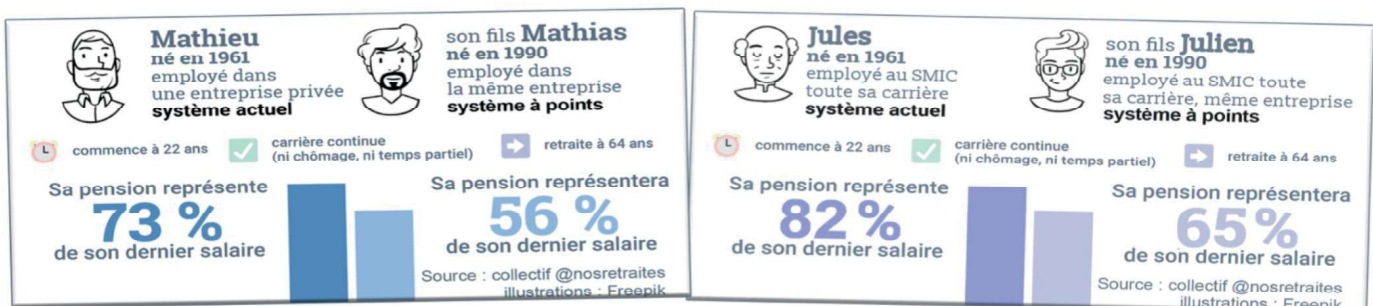 Mathieu
né en 1961
employé dans
une entreprise privée
système actuel
son fils Mathias
né en 1990
employé dans
la même entreprise
système à points
commence à 22 ans
carrière continue
(ni chômage, ni temps partiel)
retraite à 64 ans
Sa pension représente
73 %
de son dernier salaire
Sa pension représentera
56 %
de son dernier salaire
Source : collectif @nosretraites
illustrations : Freepik
Jules
né en 1961
employé au SMIC
toute sa carrière
système actuel
son fils Julien
né en 1990
employé au SMIC toute
sa carrière, même entreprise
système à points
commence à 22 ans
carrière continue
(ni chômage, ni temps partiel)
retraite à 64 ans
Sa pension représente
82 %
de son dernier salaire
Sa pension représentera
65 %
de son dernier salaire
Source : collectif @nosretraites
illustrations : Freepik